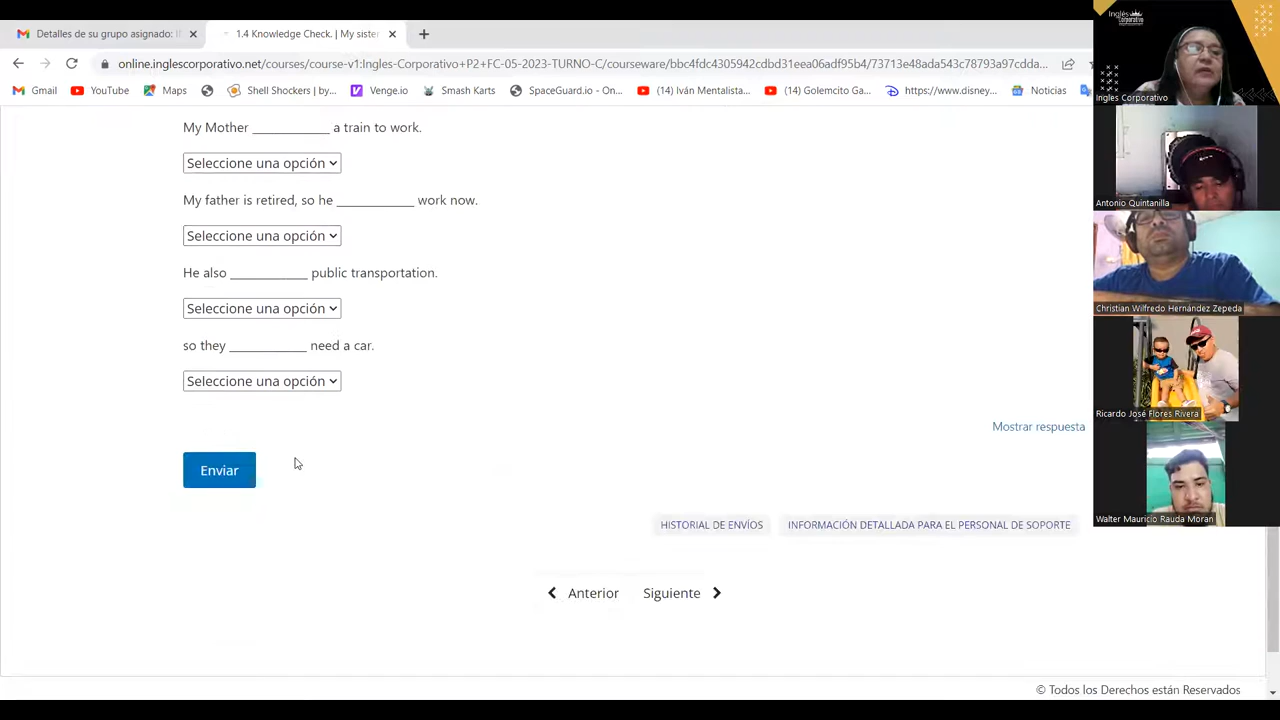 Detalles de su grupo asignado: I
1.4 Knowledge Check. | My sister
online.inglescorporativo.net/courses/course-v1:Ingles-Corporativo+P2+FC-05-2023-TURNO-C/courseware/bbc4fdc4305942cdbd31eea06adf95b4/73713e48ada543c78793a97cdda...
Gmail YouTube Maps Shell Shockers | by... Venge.io Smash Karts SpaceGuard.io - On... (14) Iván Mentalista... (14) Golemcito Ga... https://www.disney... Noticias
My Mother ____________ a train to work.
Seleccione una opción
My father is retired, so he ____________ work now.
Seleccione una opción
He also ____________ public transportation.
Seleccione una opción
so they ____________ need a car.
Seleccione una opción
Mostrar respuesta
Enviar
HISTORIAL DE ENVÍOS INFORMACIÓN DETALLADA PARA EL PERSONAL DE SOPORTE
Anterior Siguiente
© Todos los Derechos están Reservados
Inglés
Corporativo
Ingles Corporativo
Antonio Quintanilla
Christian Wilfredo Hernández Zepeda
Ricardo José Flores Rivera
Walter Mauricio Rauda Moran